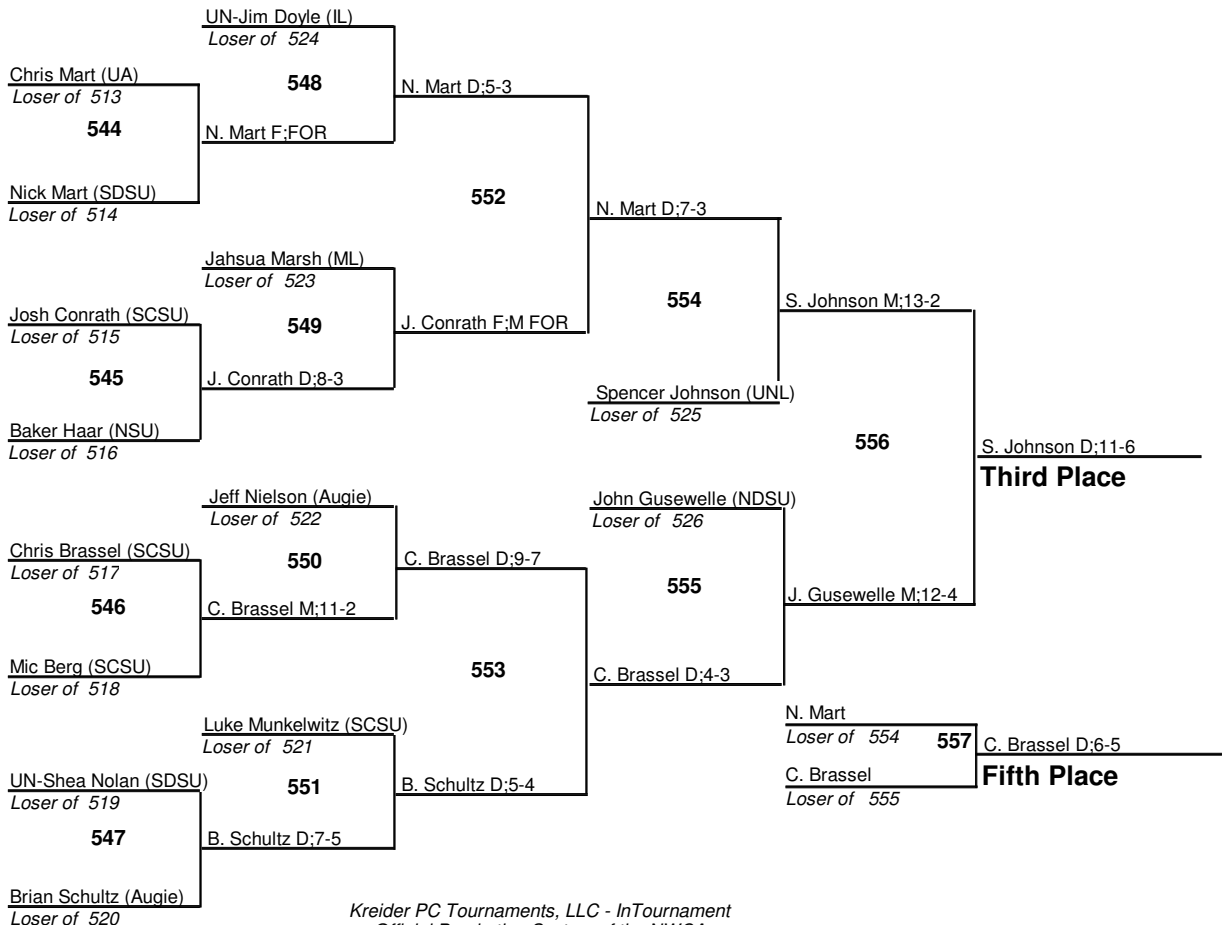 UN-Jim Doyle (IL)
Loser of 524
Chris Mart (UA)
Loser of 513
548
N. Mart D;5-3
544
N. Mart F;FOR
Nick Mart (SDSU)
Loser of 514
552
N. Mart D;7-3
Jahsua Marsh (ML)
Loser of 523
Josh Conrath (SCSU)
Loser of 515
549
J. Conrath F;M FOR
554
S. Johnson M;13-2
545
J. Conrath D;8-3
Spencer Johnson (UNL)
Loser of 525
Baker Haar (NSU)
Loser of 516
556
S. Johnson D;11-6
Third Place
Jeff Nielson (Augie)
Loser of 522
John Gusewelle (NDSU)
Loser of 526
Chris Brassel (SCSU)
Loser of 517
550
C. Brassel D;9-7
555
546
C. Brassel M;11-2
J. Gusewelle M;12-4
Mic Berg (SCSU)
Loser of 518
553
C. Brassel D;4-3
Luke Munkelwitz (SCSU)
Loser of 521
N. Mart
Loser of 554
557
C. Brassel D;6-5
Fifth Place
C. Brassel
Loser of 555
UN-Shea Nolan (SDSU)
Loser of 519
551
B. Schultz D;5-4
547
B. Schultz D;7-5
Brian Schultz (Augie)
Loser of 520
Kreider PC Tournaments, LLC - InTournament